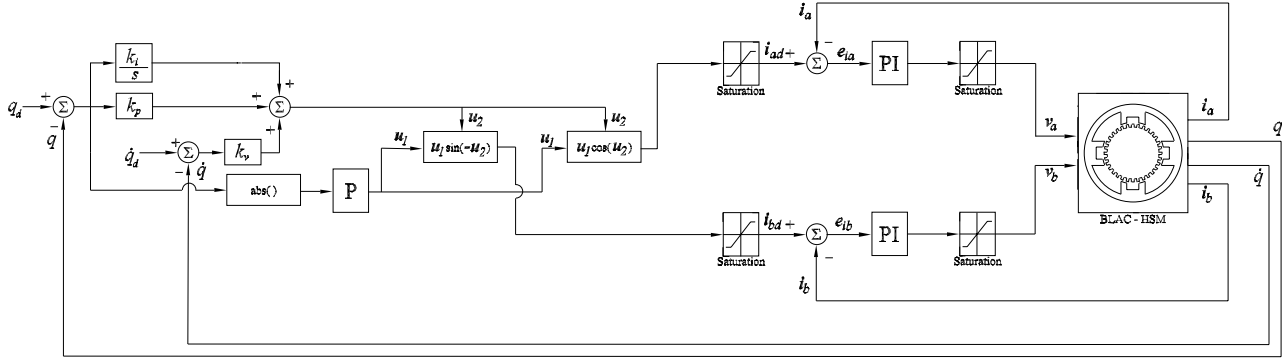 i_a
k_i
s
i_ad +
−
e_ia
PI
Saturation
Σ
Saturation
q_d
+
Σ
−
q
k_p
+
+
+
Σ
u_2
u_2
q̇_d
+
Σ
−
q̇
k_v
u_1
u_1 sin(-u_2)
u_1
u_1 cos(u_2)
abs()
P
v_a
v_b
i_a
q
q̇
i_b
BLAC - HSM
i_bd +
Σ
−
e_ib
PI
Saturation
Saturation
i_b